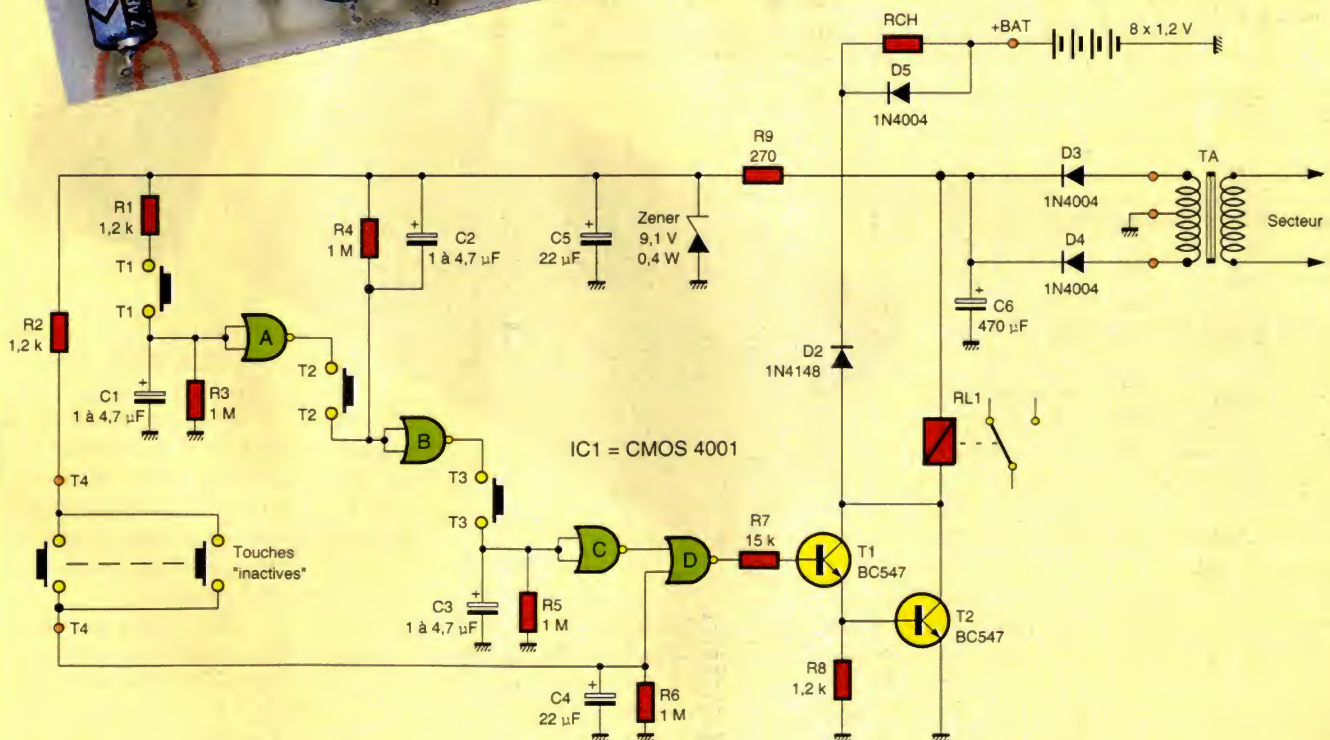 3V 2
RCH
+BAT
8 x 1,2 V
D5
1N4004
R9
270
D3
1N4004
TA
Secteur
D4
1N4004
C6
470 µF
R1
1,2 k
T1
T1
R4
1 M
C2
1 à 4,7 µF
C5
22 µF
Zener
9,1 V
0,4 W
R2
1,2 k
A
T2
T2
D2
1N4148
C1
1 à 4,7 µF
R3
1 M
RL1
B
IC1 = CMOS 4001
T3
T3
T4
Touches
"inactives"
C
D
R7
15 k
T1
BC547
C3
1 à 4,7 µF
R5
1 M
T2
BC547
T4
C4
22 µF
R6
1 M
R8
1,2 k